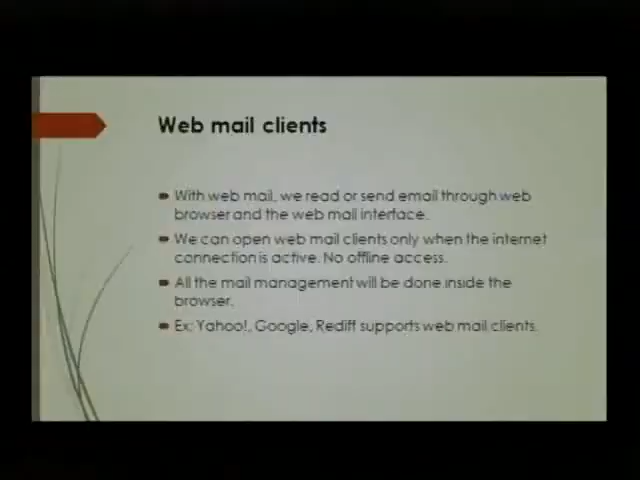 Web mail clients
With web mail, we read or send email through web
browser and the web mail interface.
We can open web mail clients only when the internet
connection is active. No offline access.
All the mail management will be done inside the
browser.
Ex: Yahoo!, Google, Rediff supports web mail clients.